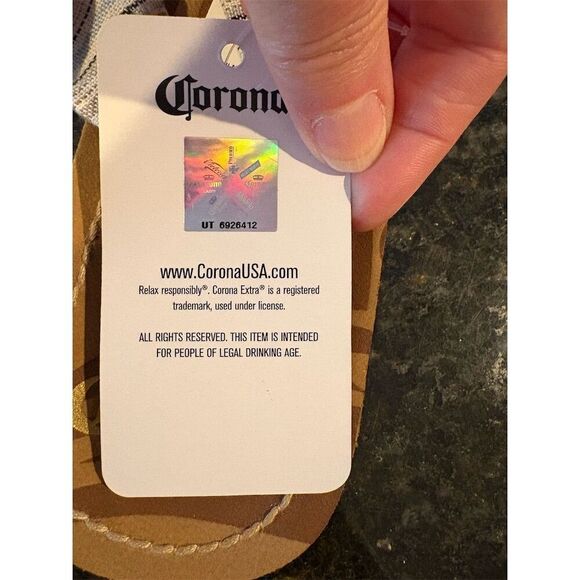 Corona
UT 6926412
www.CoronaUSA.com
Relax responsibly®. Corona Extra® is a registered
trademark, used under license.
ALL RIGHTS RESERVED. THIS ITEM IS INTENDED
FOR PEOPLE OF LEGAL DRINKING AGE.